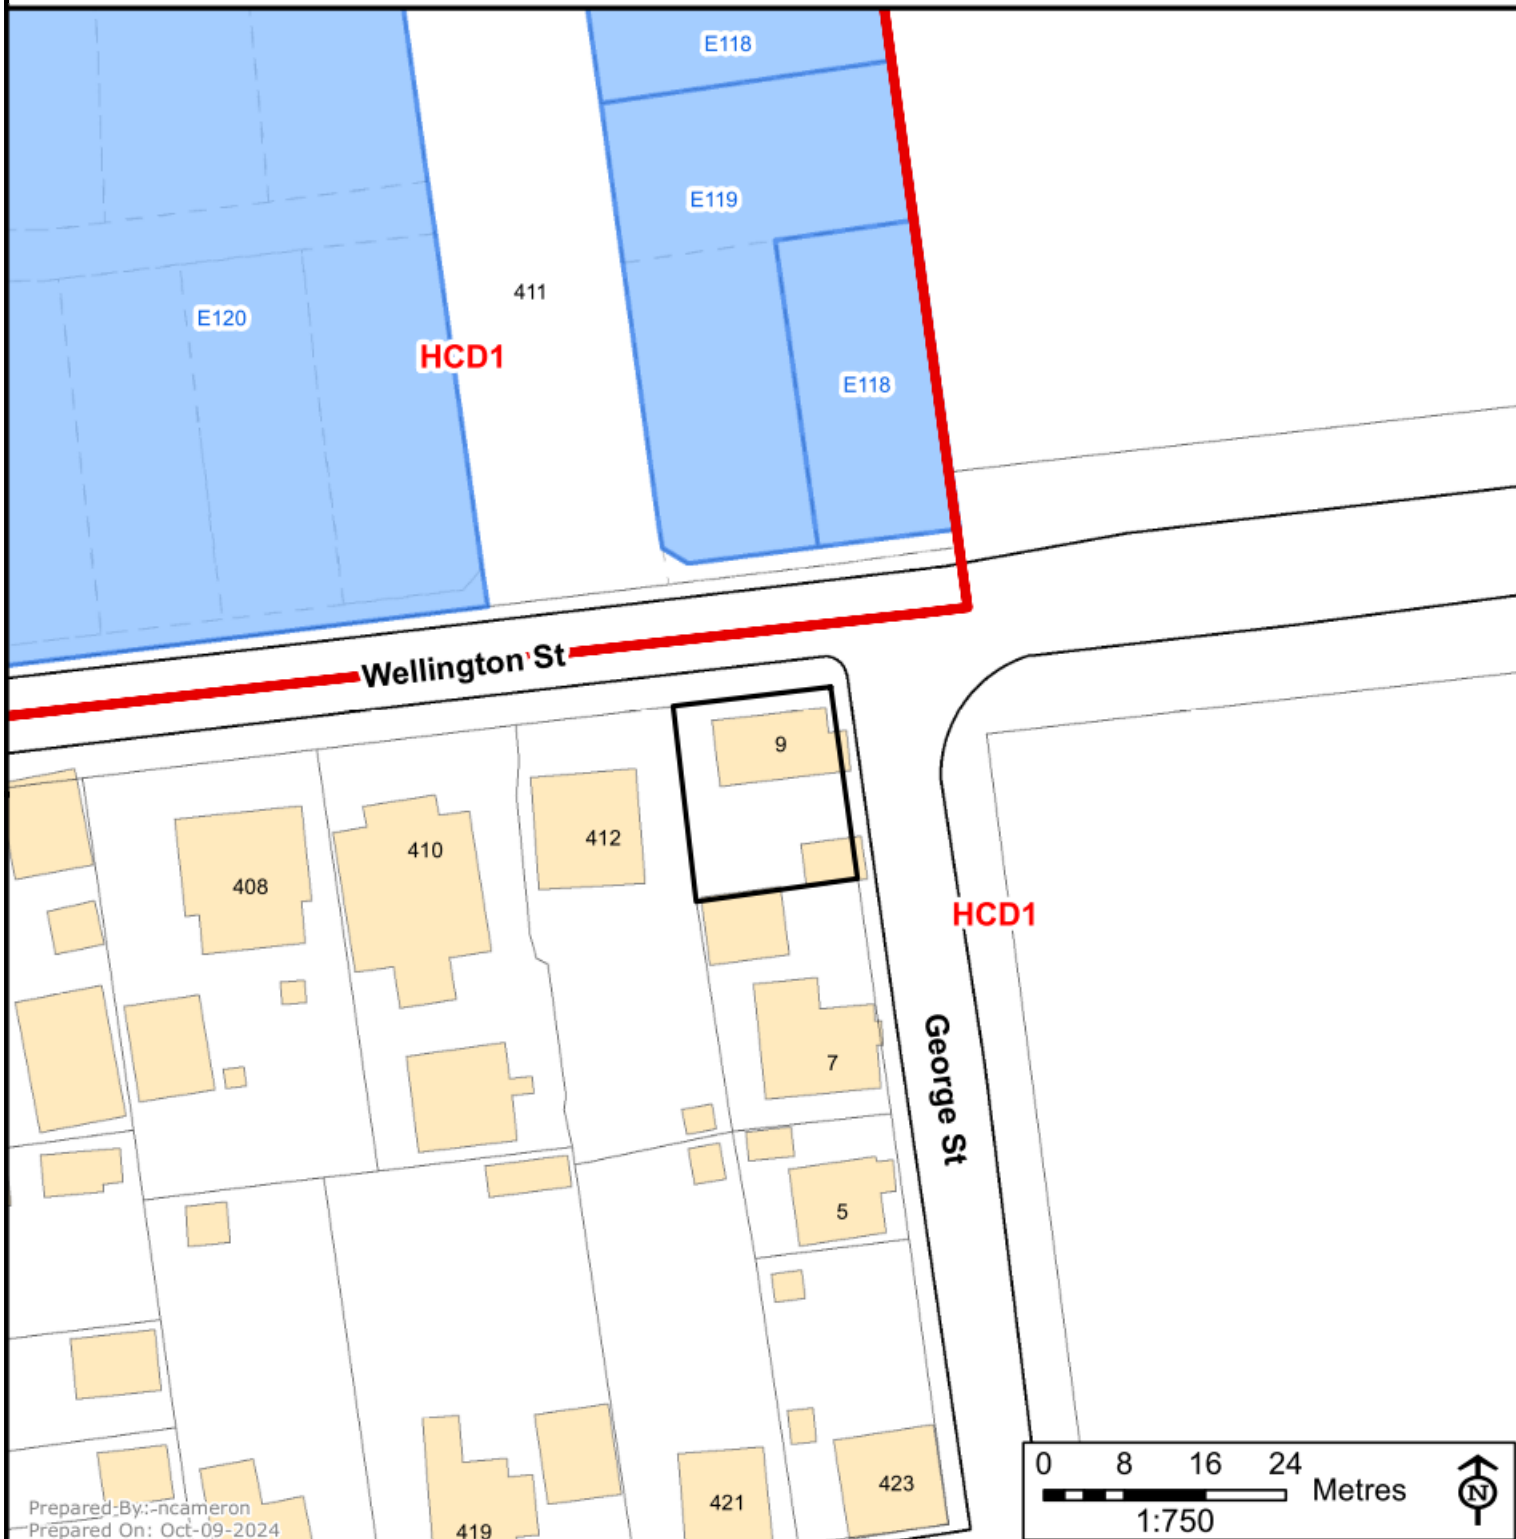 E118
E119
411
E120
HCD1
E118
Wellington St
9
412
410
408
HCD1
George St
7
5
0 8 16 24
Metres
1:750
N
423
421
419
Prepared By: ncameron
Prepared On: Oct-09-2024